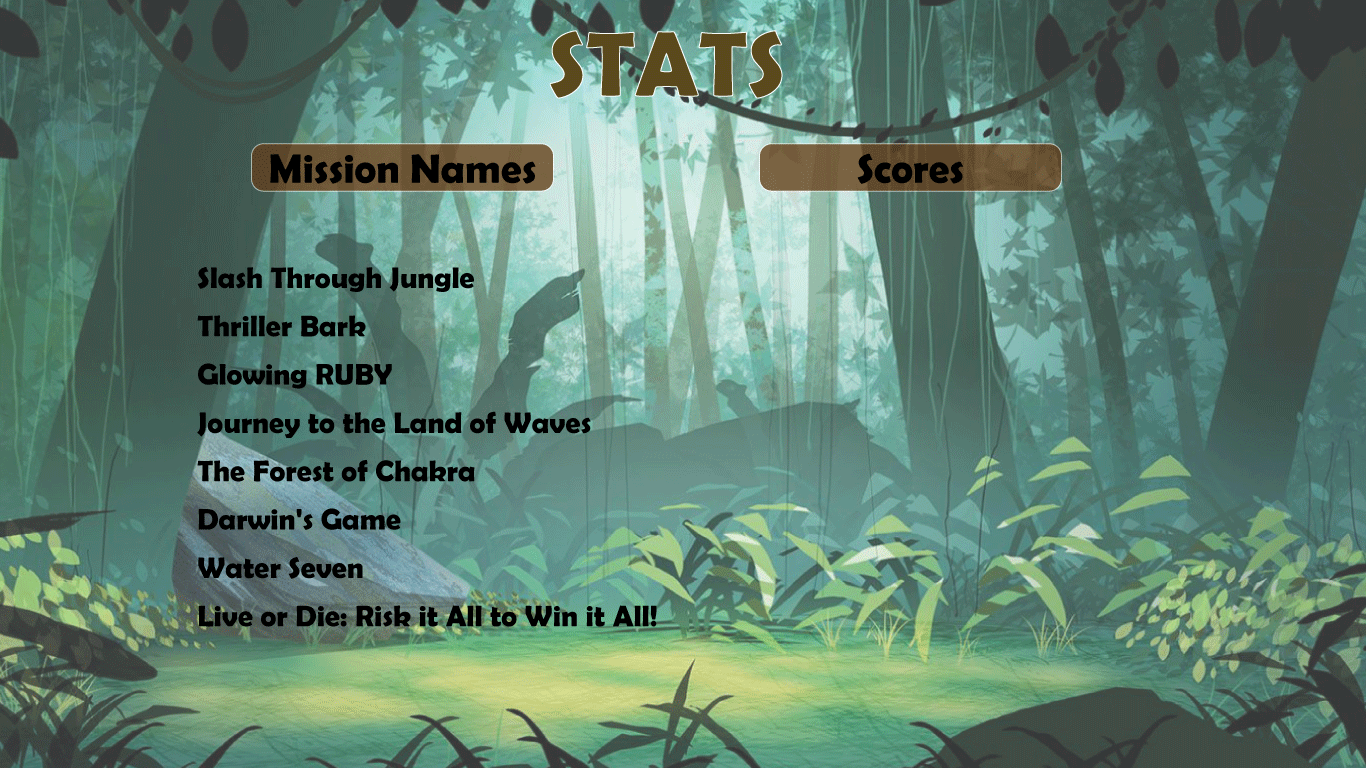 STATS
Mission Names
Scores
Slash Through Jungle
Thriller Bark
Glowing RUBY
Journey to the Land of Waves
The Forest of Chakra
Darwin's Game
Water Seven
Live or Die: Risk it All to Win it All!